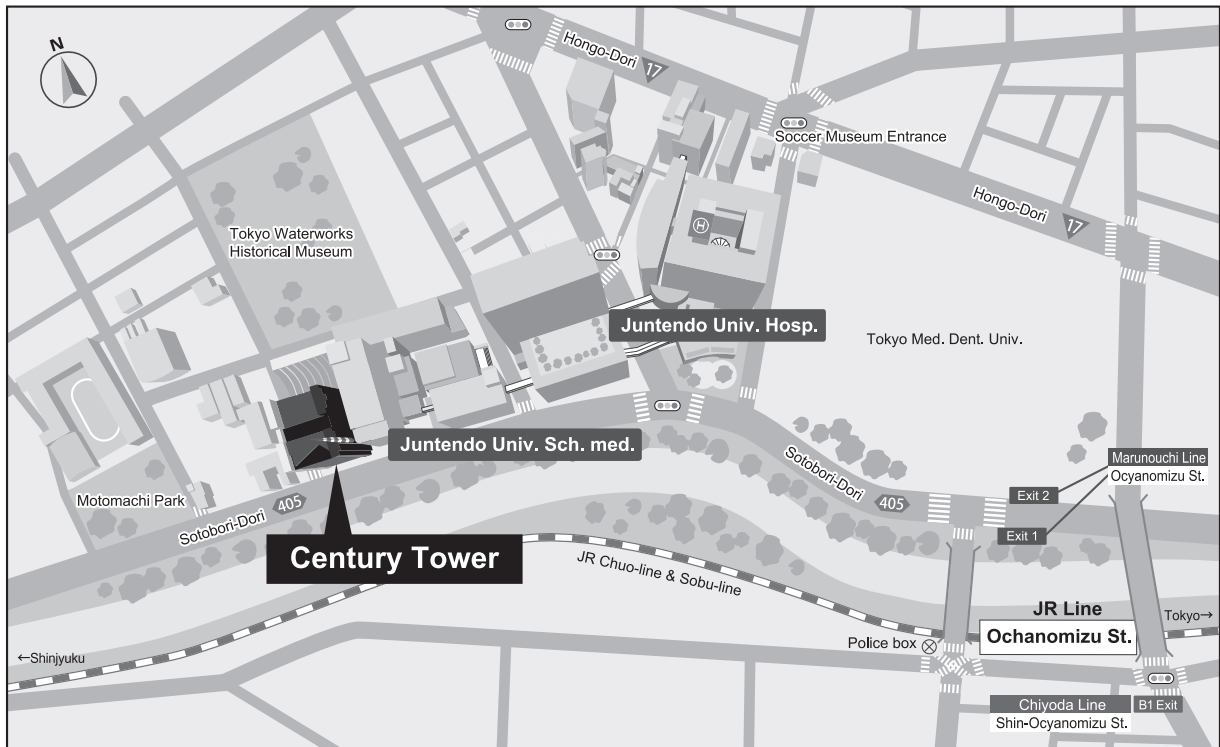 N
Hongo-Dori
17
Soccer Museum Entrance
Hongo-Dori
17
Tokyo Waterworks
Historical Museum
H
Juntendo Univ. Hosp.
Tokyo Med. Dent. Univ.
Juntendo Univ. Sch. med.
Motomachi Park
405
Sotobori-Dori
Sotobori-Dori
405
Marunouchi Line
Ocyanomizu St.
Exit 2
Exit 1
Century Tower
JR Chuo-line & Sobu-line
JR Line
Ochanomizu St.
Tokyo→
Police box
←Shinjyuku
Chiyoda Line
B1 Exit
Shin-Ocyanomizu St.